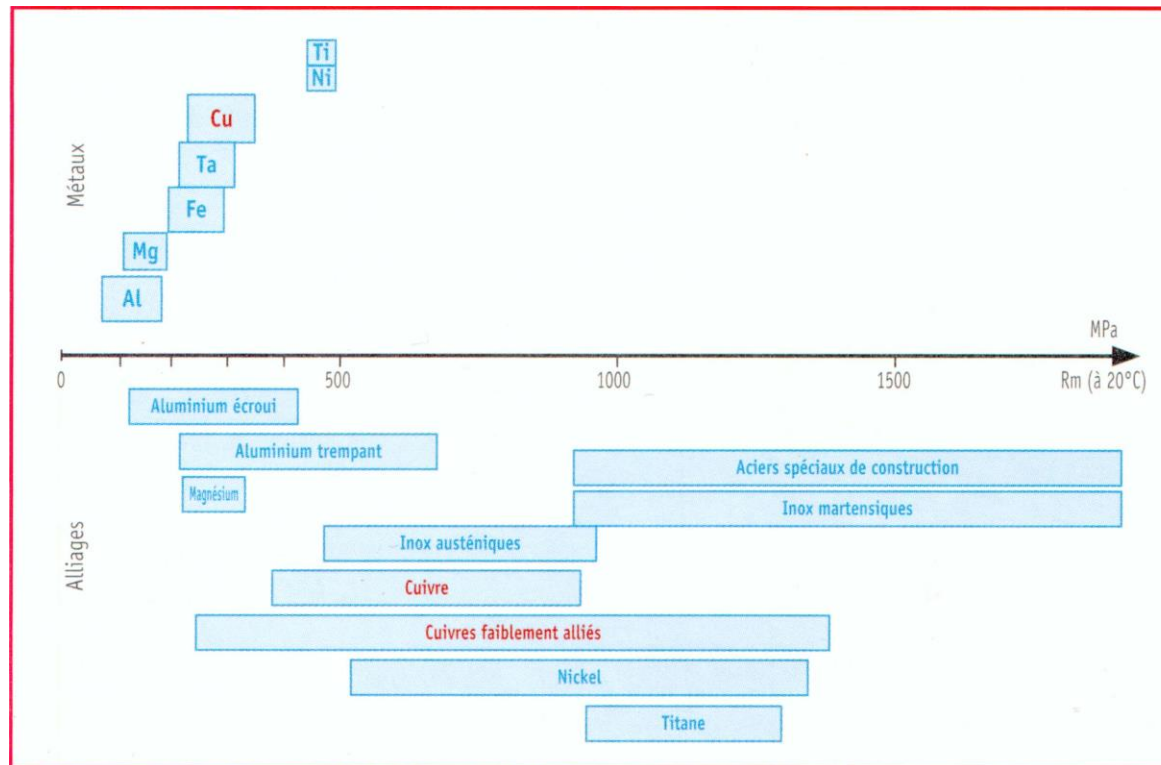 Ti
Ni
Cu
Ta
Fe
Mg
Al
Métaux
MPa
0 500 1000 1500 Rm (à 20°C)
Aluminium écroui
Aluminium trempant
Aciers spéciaux de construction
Magnésium
Inox martensiques
Inox austéniques
Alliages
Cuivre
Cuivres faiblement alliés
Nickel
Titane